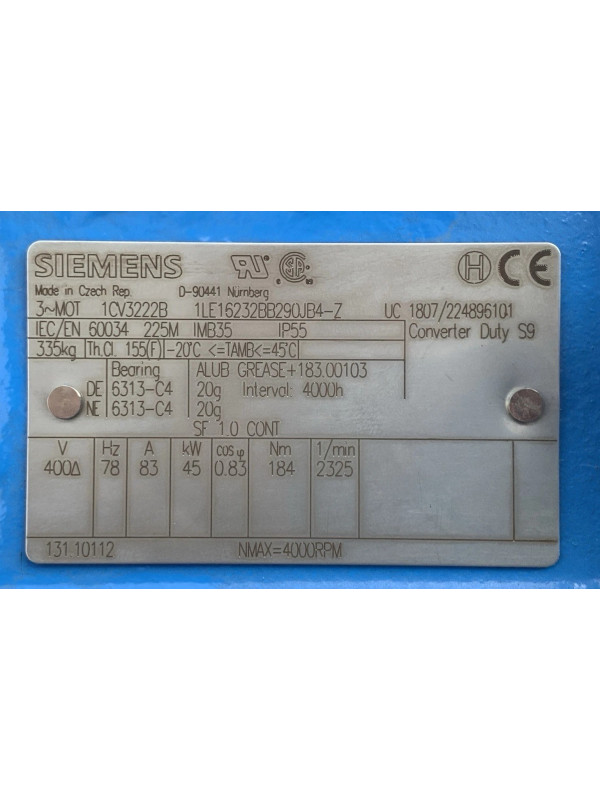 SIEMENS
Made in Czech Rep. D-90441 Nürnberg
3~MOT 1CV3222B 1LE16232BB290JB4-Z UC 1807/224896101
IEC/EN 60034 225M IMB35 IP55 Converter Duty S9
335kg Th.Cl. 155(F) -20°C <=TAMB<=45°C
Bearing ALUB GREASE+183.00103
DE 6313-C4 20g Interval: 4000h
NE 6313-C4 20g
SF 1.0 CONT
V Hz A kW cos φ Nm 1/min
400Δ 78 83 45 0.83 184 2325
131.10112 NMAX=4000RPM